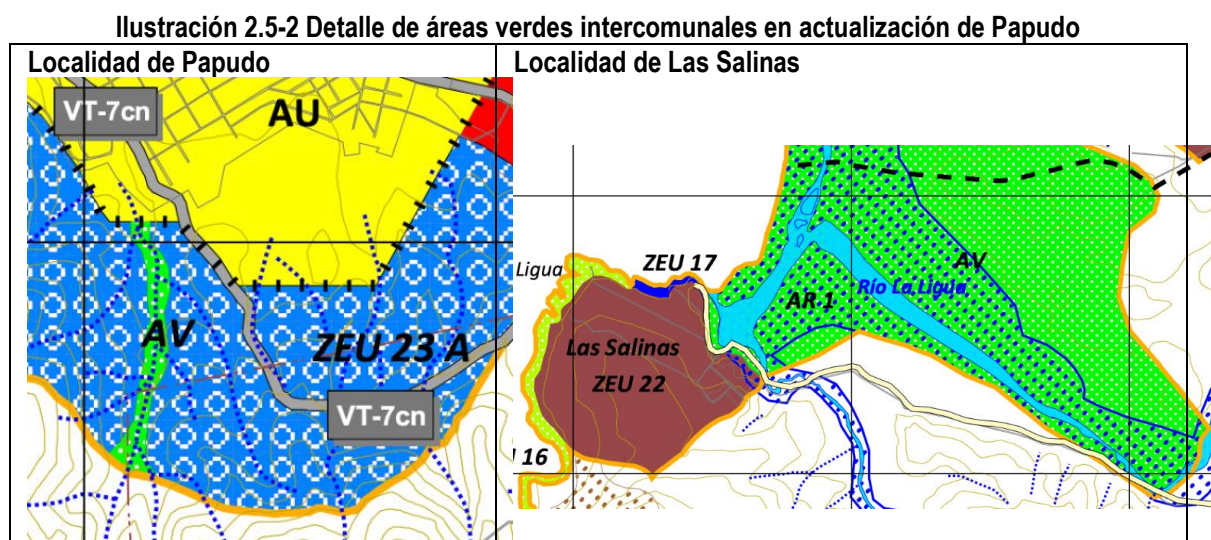 Ilustración 2.5-2 Detalle de áreas verdes intercomunales en actualización de Papudo
Localidad de Papudo
Localidad de Las Salinas
VT-7cn
AU
AV
ZEU 23 A
VT-7cn
Ligua
ZEU 17
AV
Río La Ligua
AR 1
Las Salinas
ZEU 22
16